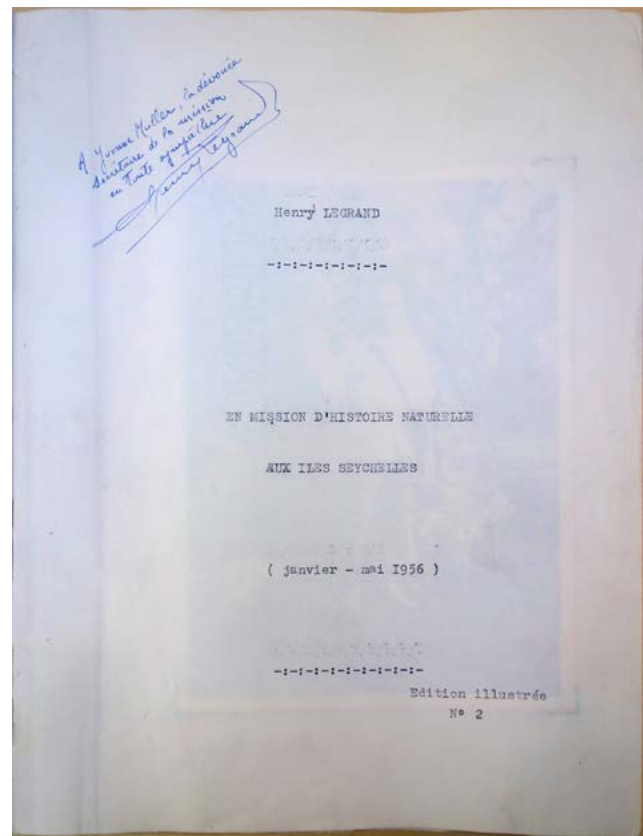 A Yvonne Muller, la dévouée
Secrétaire de la mission
en toute sympathie
Henry Legrand
Henry LEGRAND
-:-:-:-:-:-:-:-
EN MISSION D'HISTOIRE NATURELLE
AUX ILES SEYCHELLES
( janvier - mai I956 )
-:-:-:-:-:-:-:-:-:-
Edition illustrée
N° 2